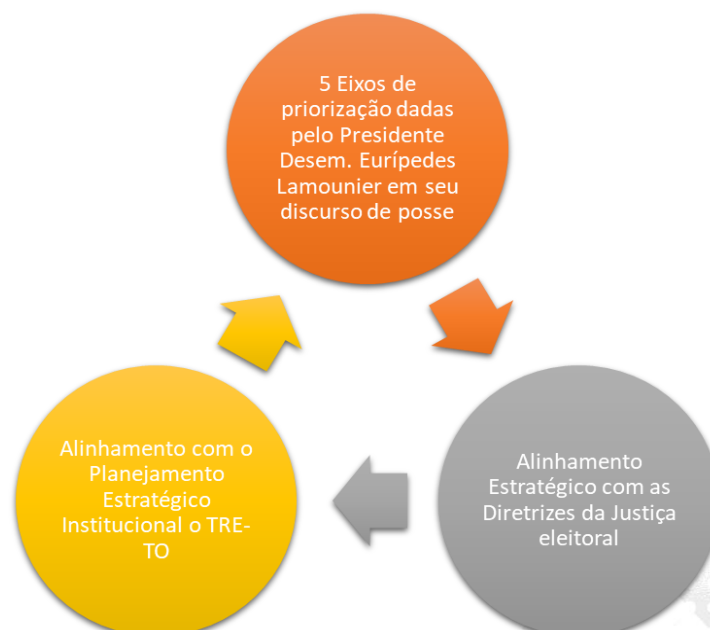 5 Eixos de
priorização dadas
pelo Presidente
Desem. Eurípedes
Lamounier em seu
discurso de posse
Alinhamento
Estratégico com as
Diretrizes da Justiça
eleitoral
Alinhamento com o
Planejamento
Estratégico
Institucional o TRE-
TO